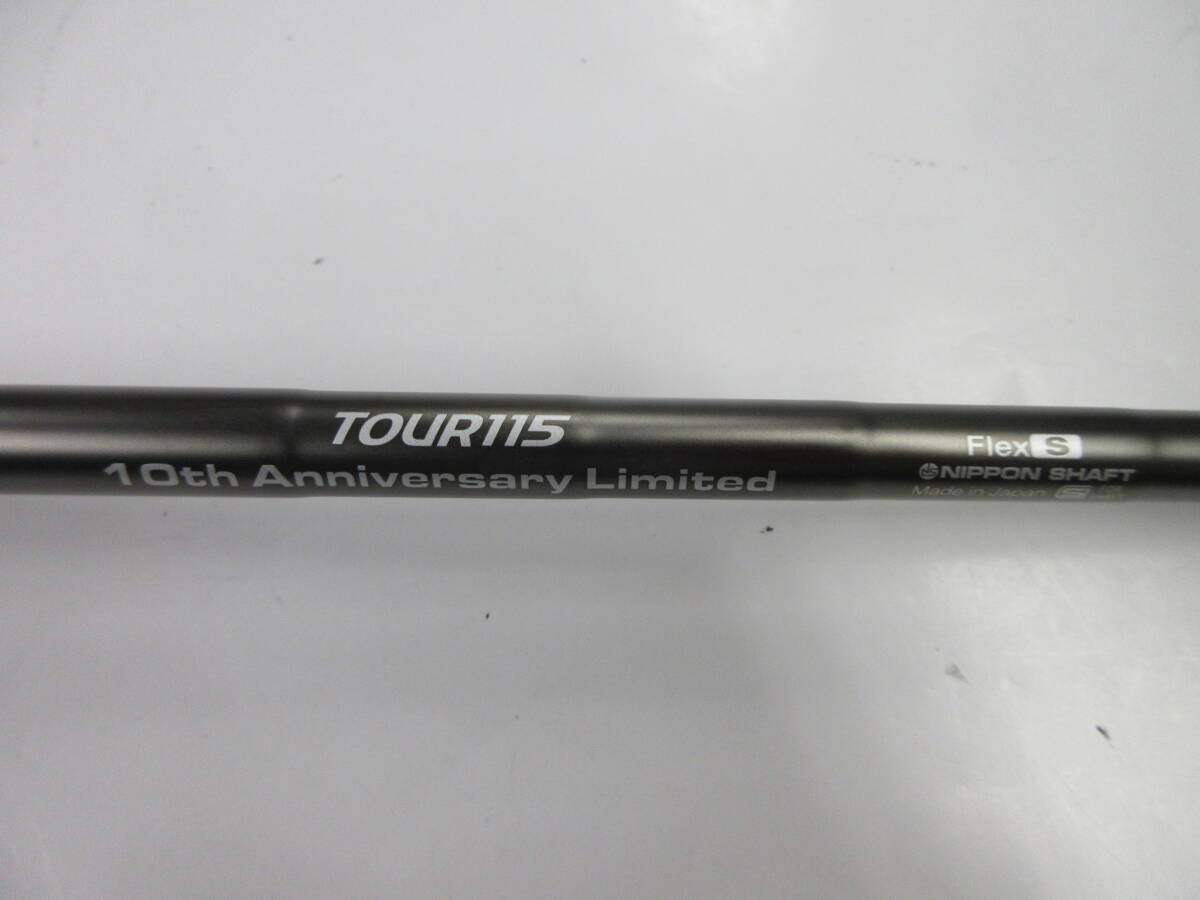 TOUR115
10th Anniversary Limited
Flex S
NIPPON SHAFT
Made in Japan